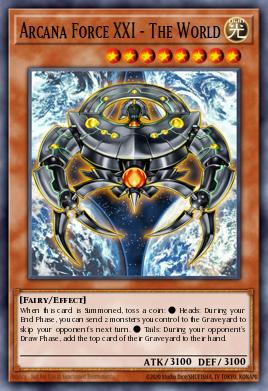 Arcana Force XXI - The World
光
[FAIRY/EFFECT]
When this card is Summoned, toss a coin: ● Heads: During your
End Phase, you can send 2 monsters you control to the Graveyard to
skip your opponent's next turn. ● Tails: During your opponent's
Draw Phase, add the top card of their Graveyard to their hand.
ATK/3100 DEF/3100
©2020 Studio Dice/SHUEISHA, TV TOKYO, KONAMI